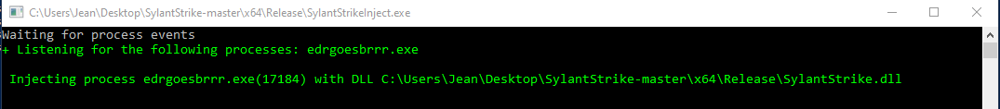 C:\Users\Jean\Desktop\SylantStrike-master\x64\Release\SylantStrikeInject.exe
Waiting for process events
+ Listening for the following processes: edrgoesbrrr.exe
Injecting process edrgoesbrrr.exe(17184) with DLL C:\Users\Jean\Desktop\SylantStrike-master\x64\Release\SylantStrike.dll